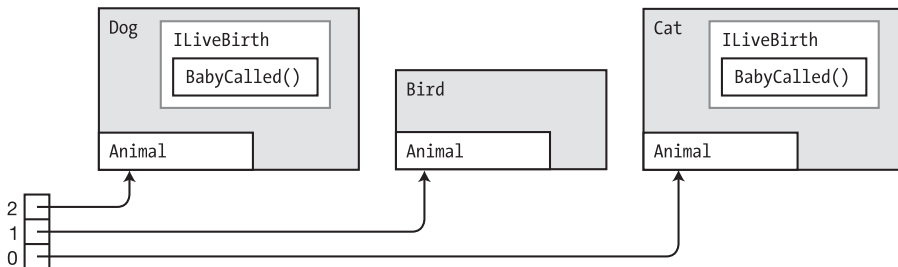 Dog
ILiveBirth
BabyCalled()
Animal
Bird
Animal
Cat
ILiveBirth
BabyCalled()
Animal
2
1
0